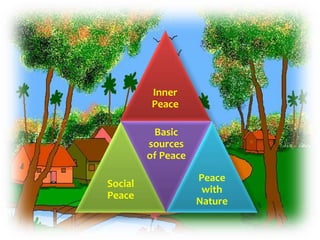 Inner
Peace
Basic
sources
of Peace
Social
Peace
Peace
with
Nature